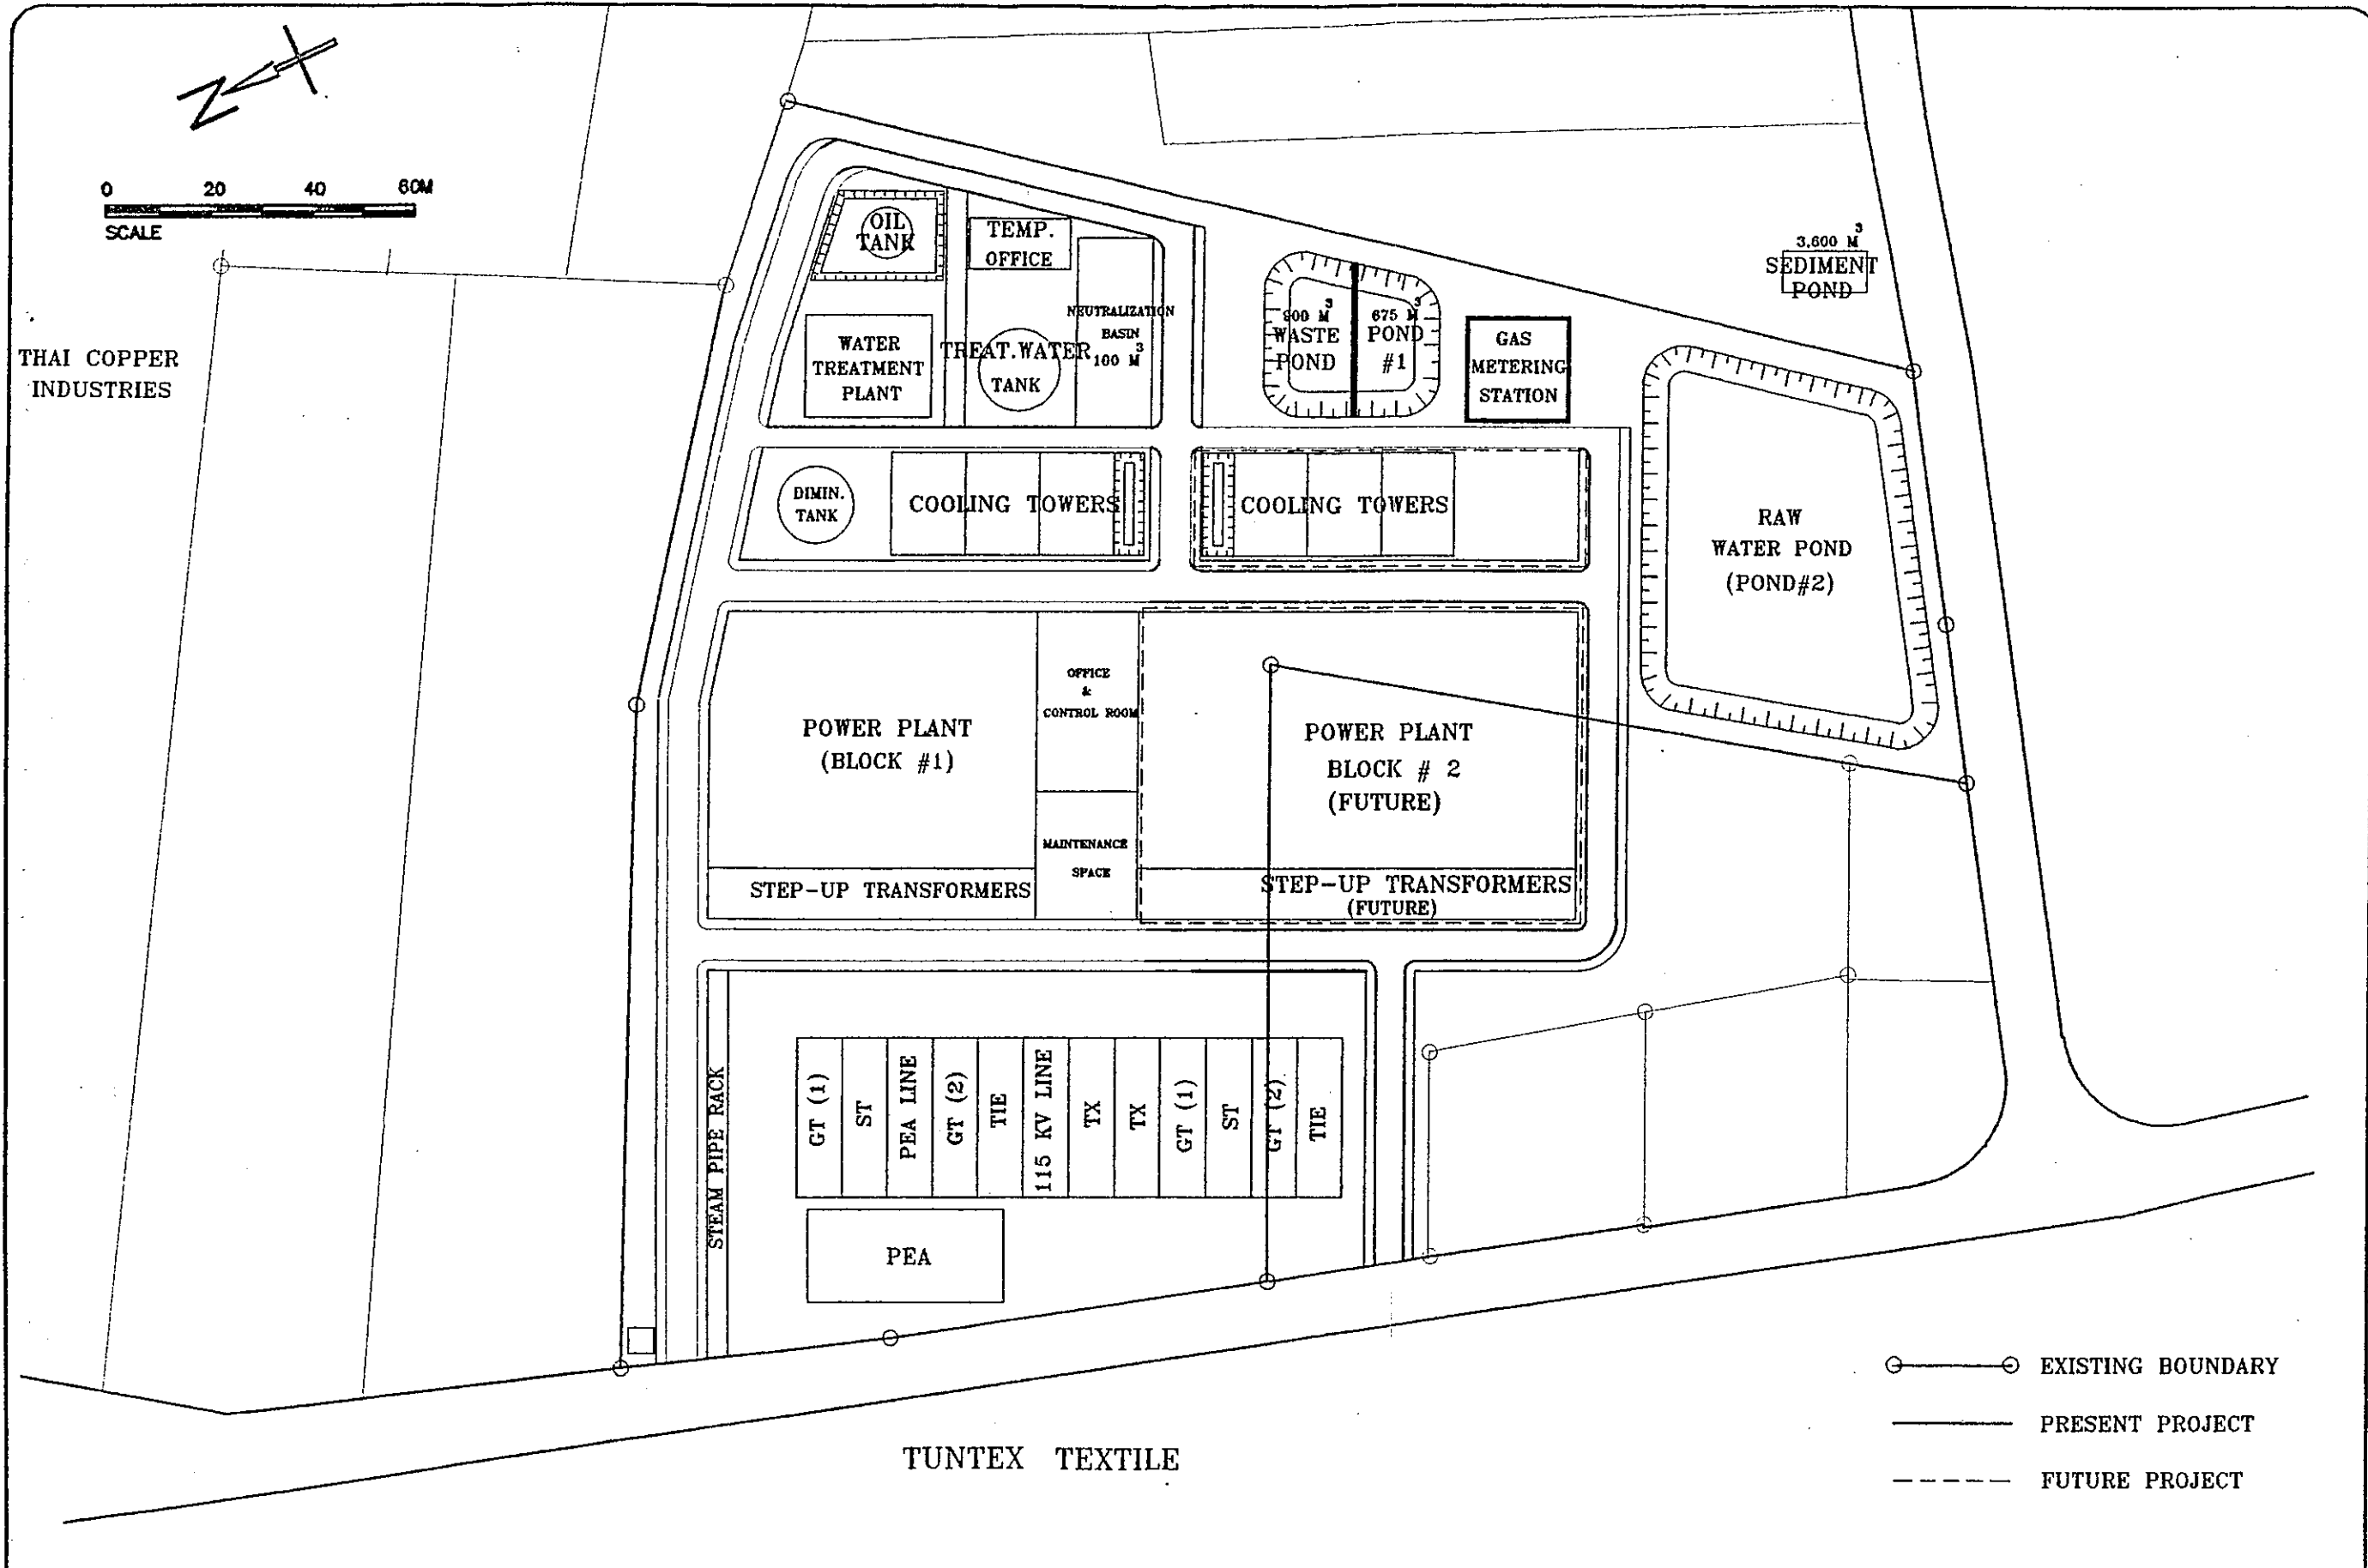 N
0 20 40 60M
SCALE
THAI COPPER
INDUSTRIES
OIL
TANK
TEMP.
OFFICE
NEUTRALIZATION
BASIN
100 M³
WATER
TREATMENT
PLANT
TREAT.WATER
TANK
900 M³
WASTE
POND
675 M³
POND
#1
GAS
METERING
STATION
3,600 M³
SEDIMENT
POND
DIMIN.
TANK
COOLING TOWERS
COOLING TOWERS
RAW
WATER POND
(POND#2)
POWER PLANT
(BLOCK #1)
OFFICE
&
CONTROL ROOM
MAINTENANCE
SPACE
POWER PLANT
BLOCK # 2
(FUTURE)
STEP-UP TRANSFORMERS
STEP-UP TRANSFORMERS
(FUTURE)
STEAM PIPE RACK
GT (1)
ST
PEA LINE
GT (2)
TIE
115 KV LINE
TX
TX
GT (1)
ST
GT (2)
TIE
PEA
TUNTEX TEXTILE
EXISTING BOUNDARY
PRESENT PROJECT
FUTURE PROJECT